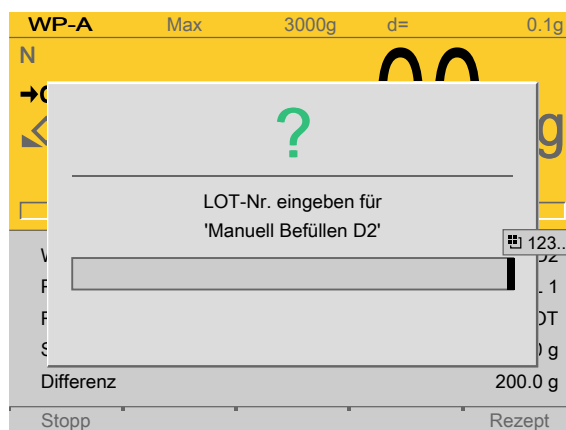 WP-A Max 3000g d= 0.1g
N
?
LOT-Nr. eingeben für
'Manuell Befüllen D2'
123..
Differenz 200.0 g
Stopp Rezept